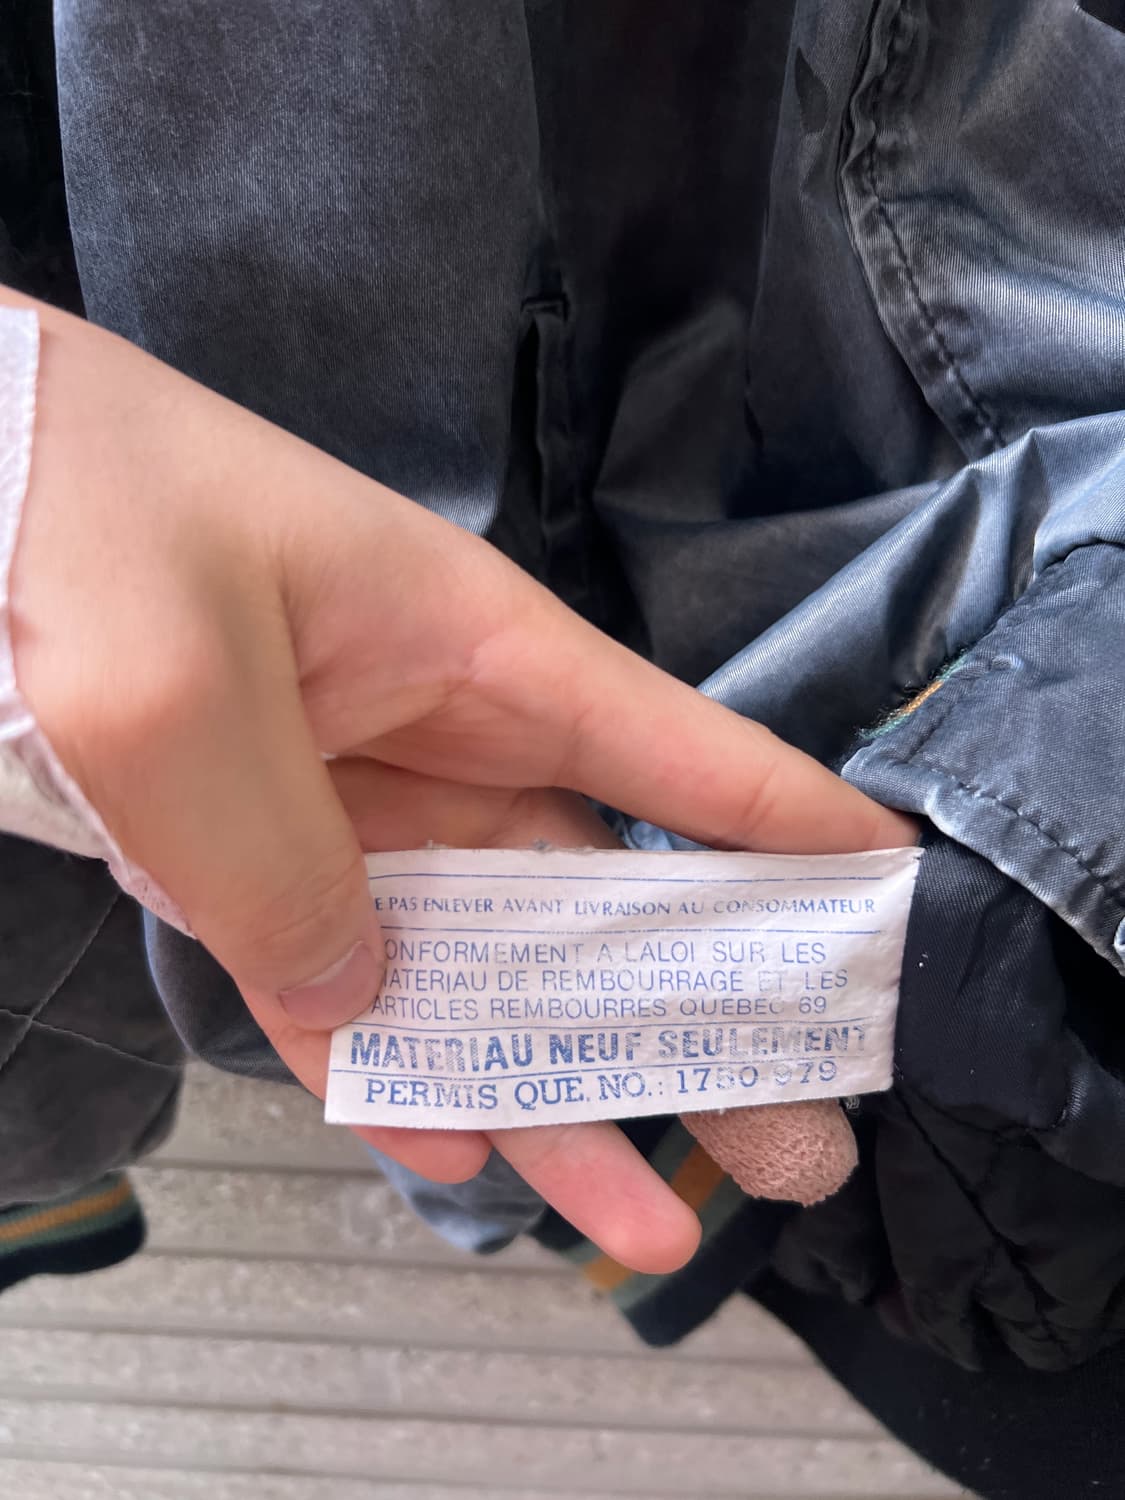 E PAS ENLEVER AVANT LIVRAISON AU CONSOMMATEUR
ONFORMEMENT A LALOI SUR LES
MATERIAU DE REMBOURRAGE ET LES
ARTICLES REMBOURRES QUEBEC 69
MATERIAU NEUF SEULEMENT
PERMIS QUE. NO.: 1750-979